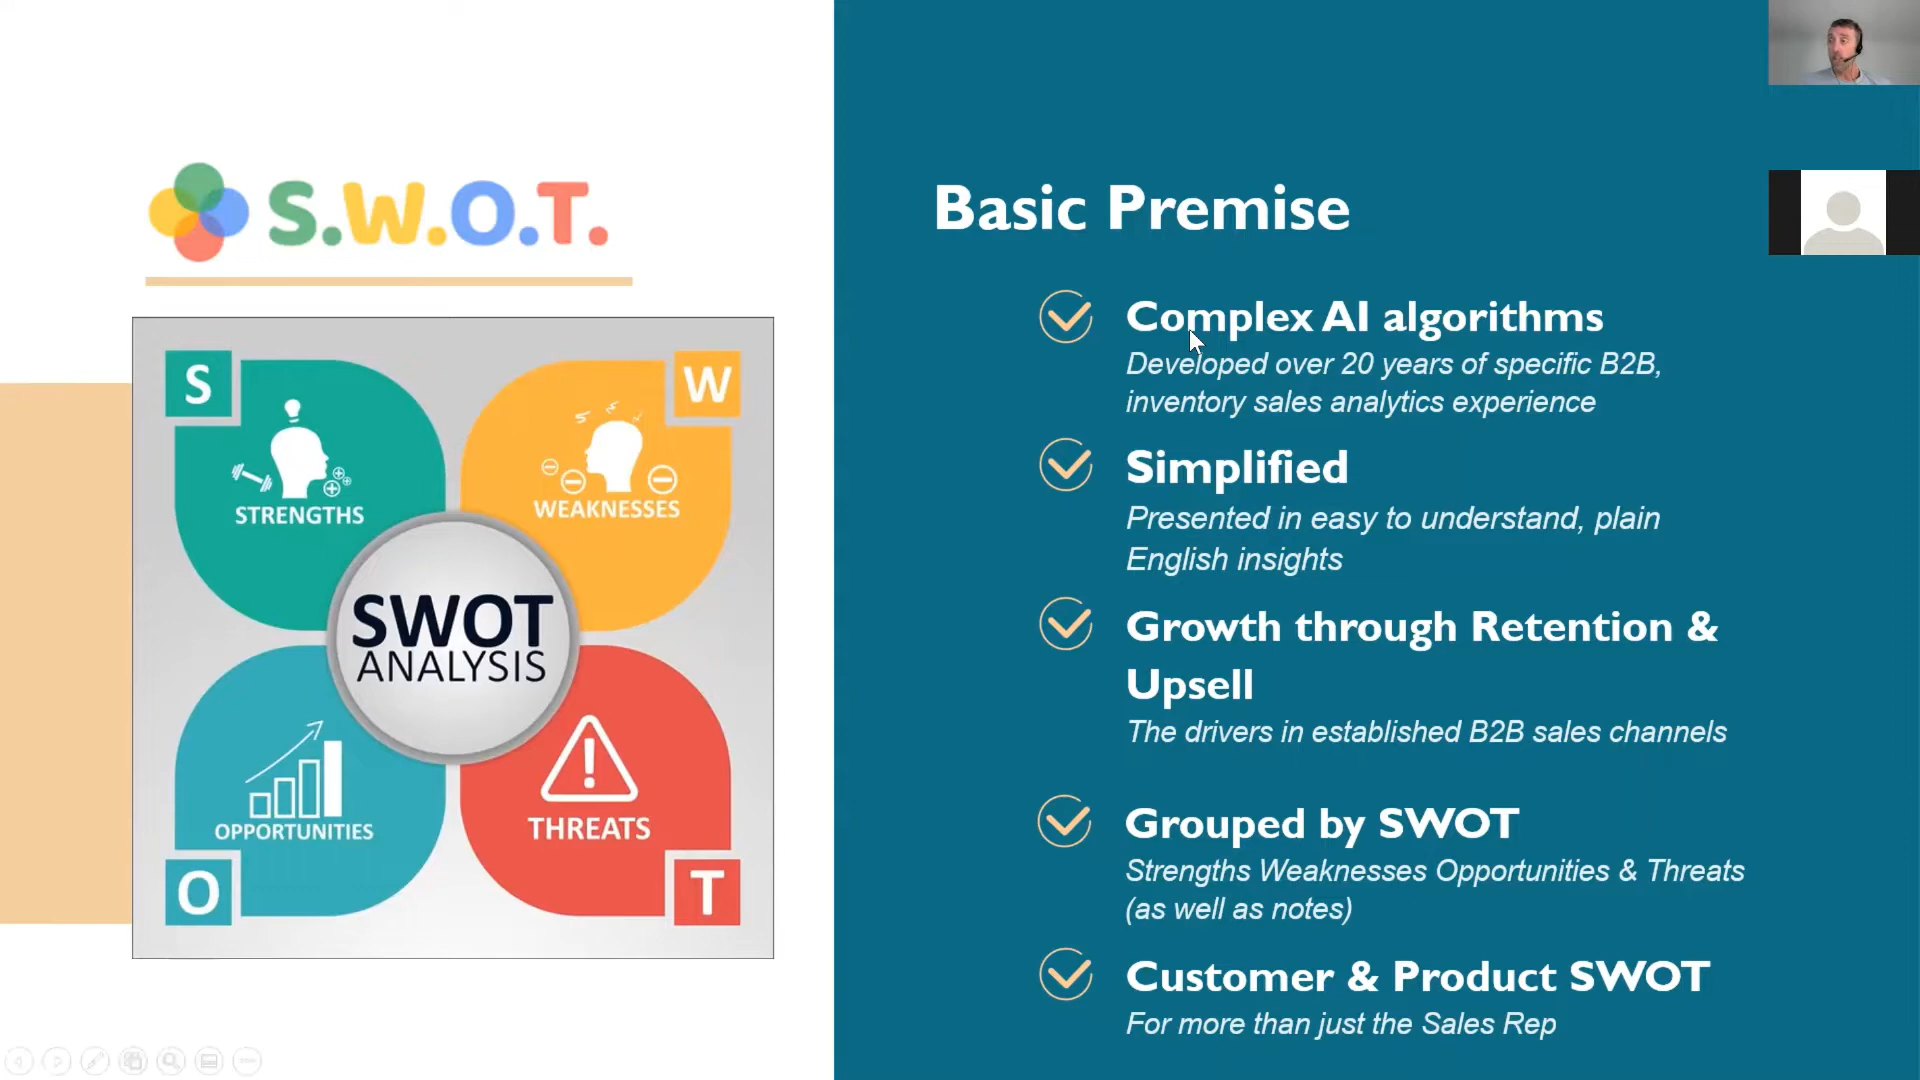 S.W.O.T.
S
W
STRENGTHS
WEAKNESSES
SWOT
ANALYSIS
OPPORTUNITIES
THREATS
O
T
Basic Premise
Complex AI algorithms
Developed over 20 years of specific B2B,
inventory sales analytics experience
Simplified
Presented in easy to understand, plain
English insights
Growth through Retention &
Upsell
The drivers in established B2B sales channels
Grouped by SWOT
Strengths Weaknesses Opportunities & Threats
(as well as notes)
Customer & Product SWOT
For more than just the Sales Rep